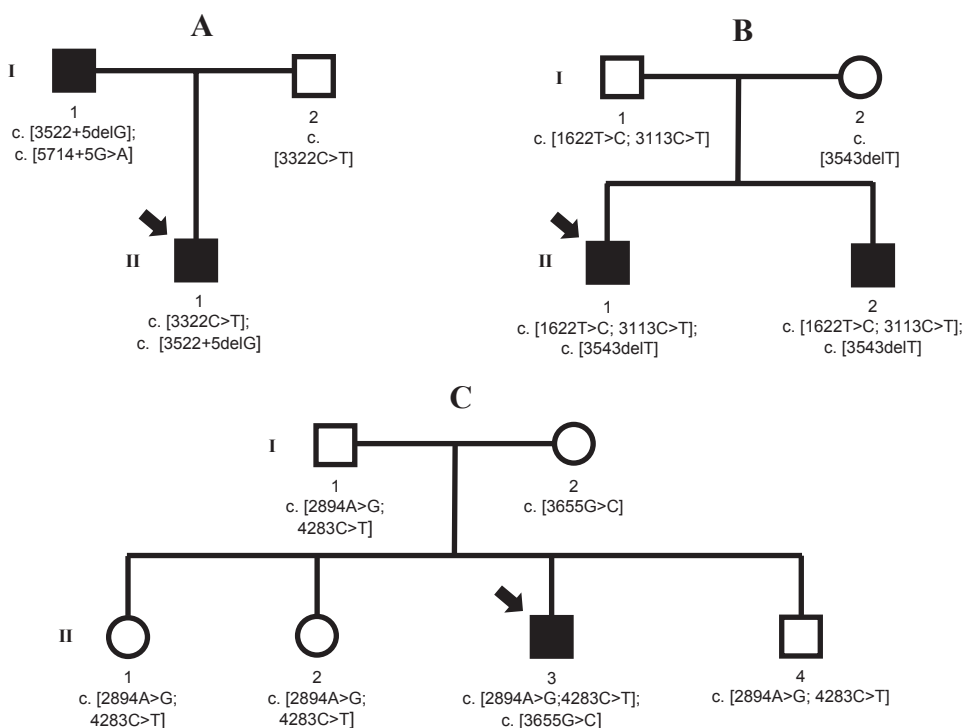 A
I
1
c. [3522+5delG];
c. [5714+5G>A]
2
c.
[3322C>T]
II
1
c. [3322C>T];
c. [3522+5delG]
B
I
1
c. [1622T>C; 3113C>T]
2
c.
[3543delT]
II
1
c. [1622T>C; 3113C>T];
c. [3543delT]
2
c. [1622T>C; 3113C>T];
c. [3543delT]
C
I
1
c. [2894A>G;
4283C>T]
2
c. [3655G>C]
II
1
c. [2894A>G;
4283C>T]
2
c. [2894A>G;
4283C>T]
3
c. [2894A>G;4283C>T];
c. [3655G>C]
4
c. [2894A>G; 4283C>T]